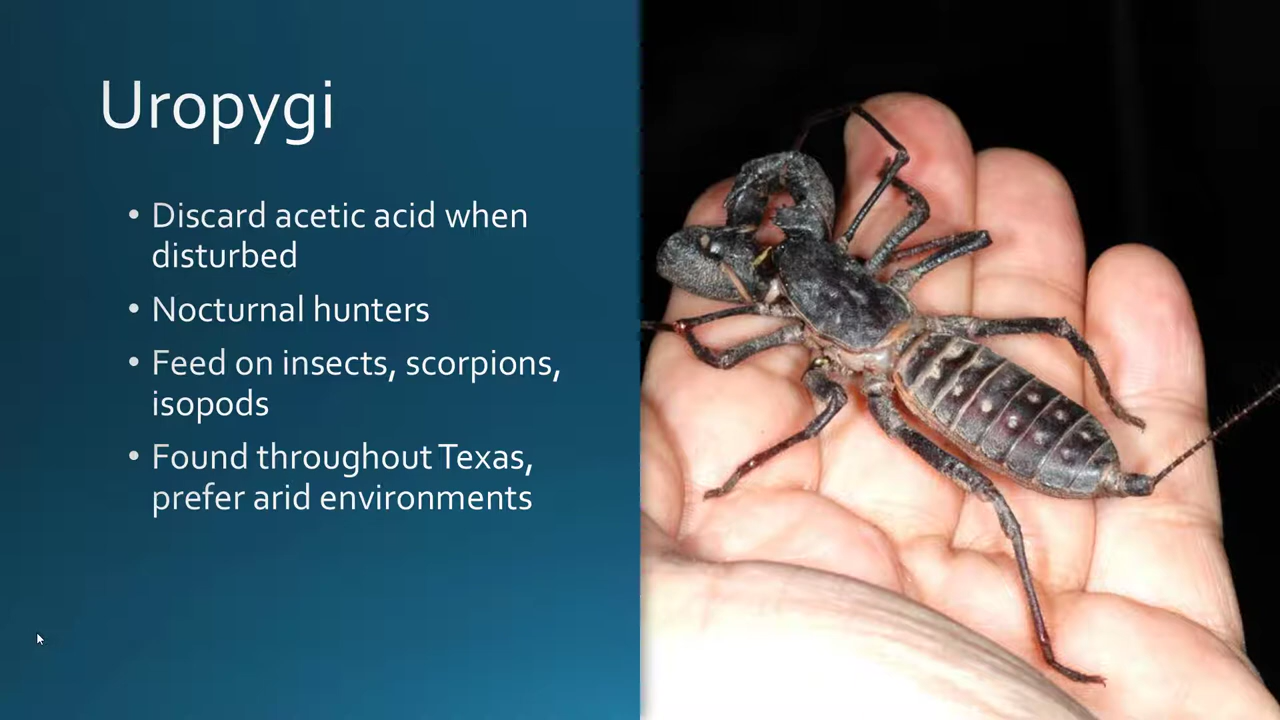 Uropygi
• Discard acetic acid when
disturbed
• Nocturnal hunters
• Feed on insects, scorpions,
isopods
• Found throughout Texas,
prefer arid environments